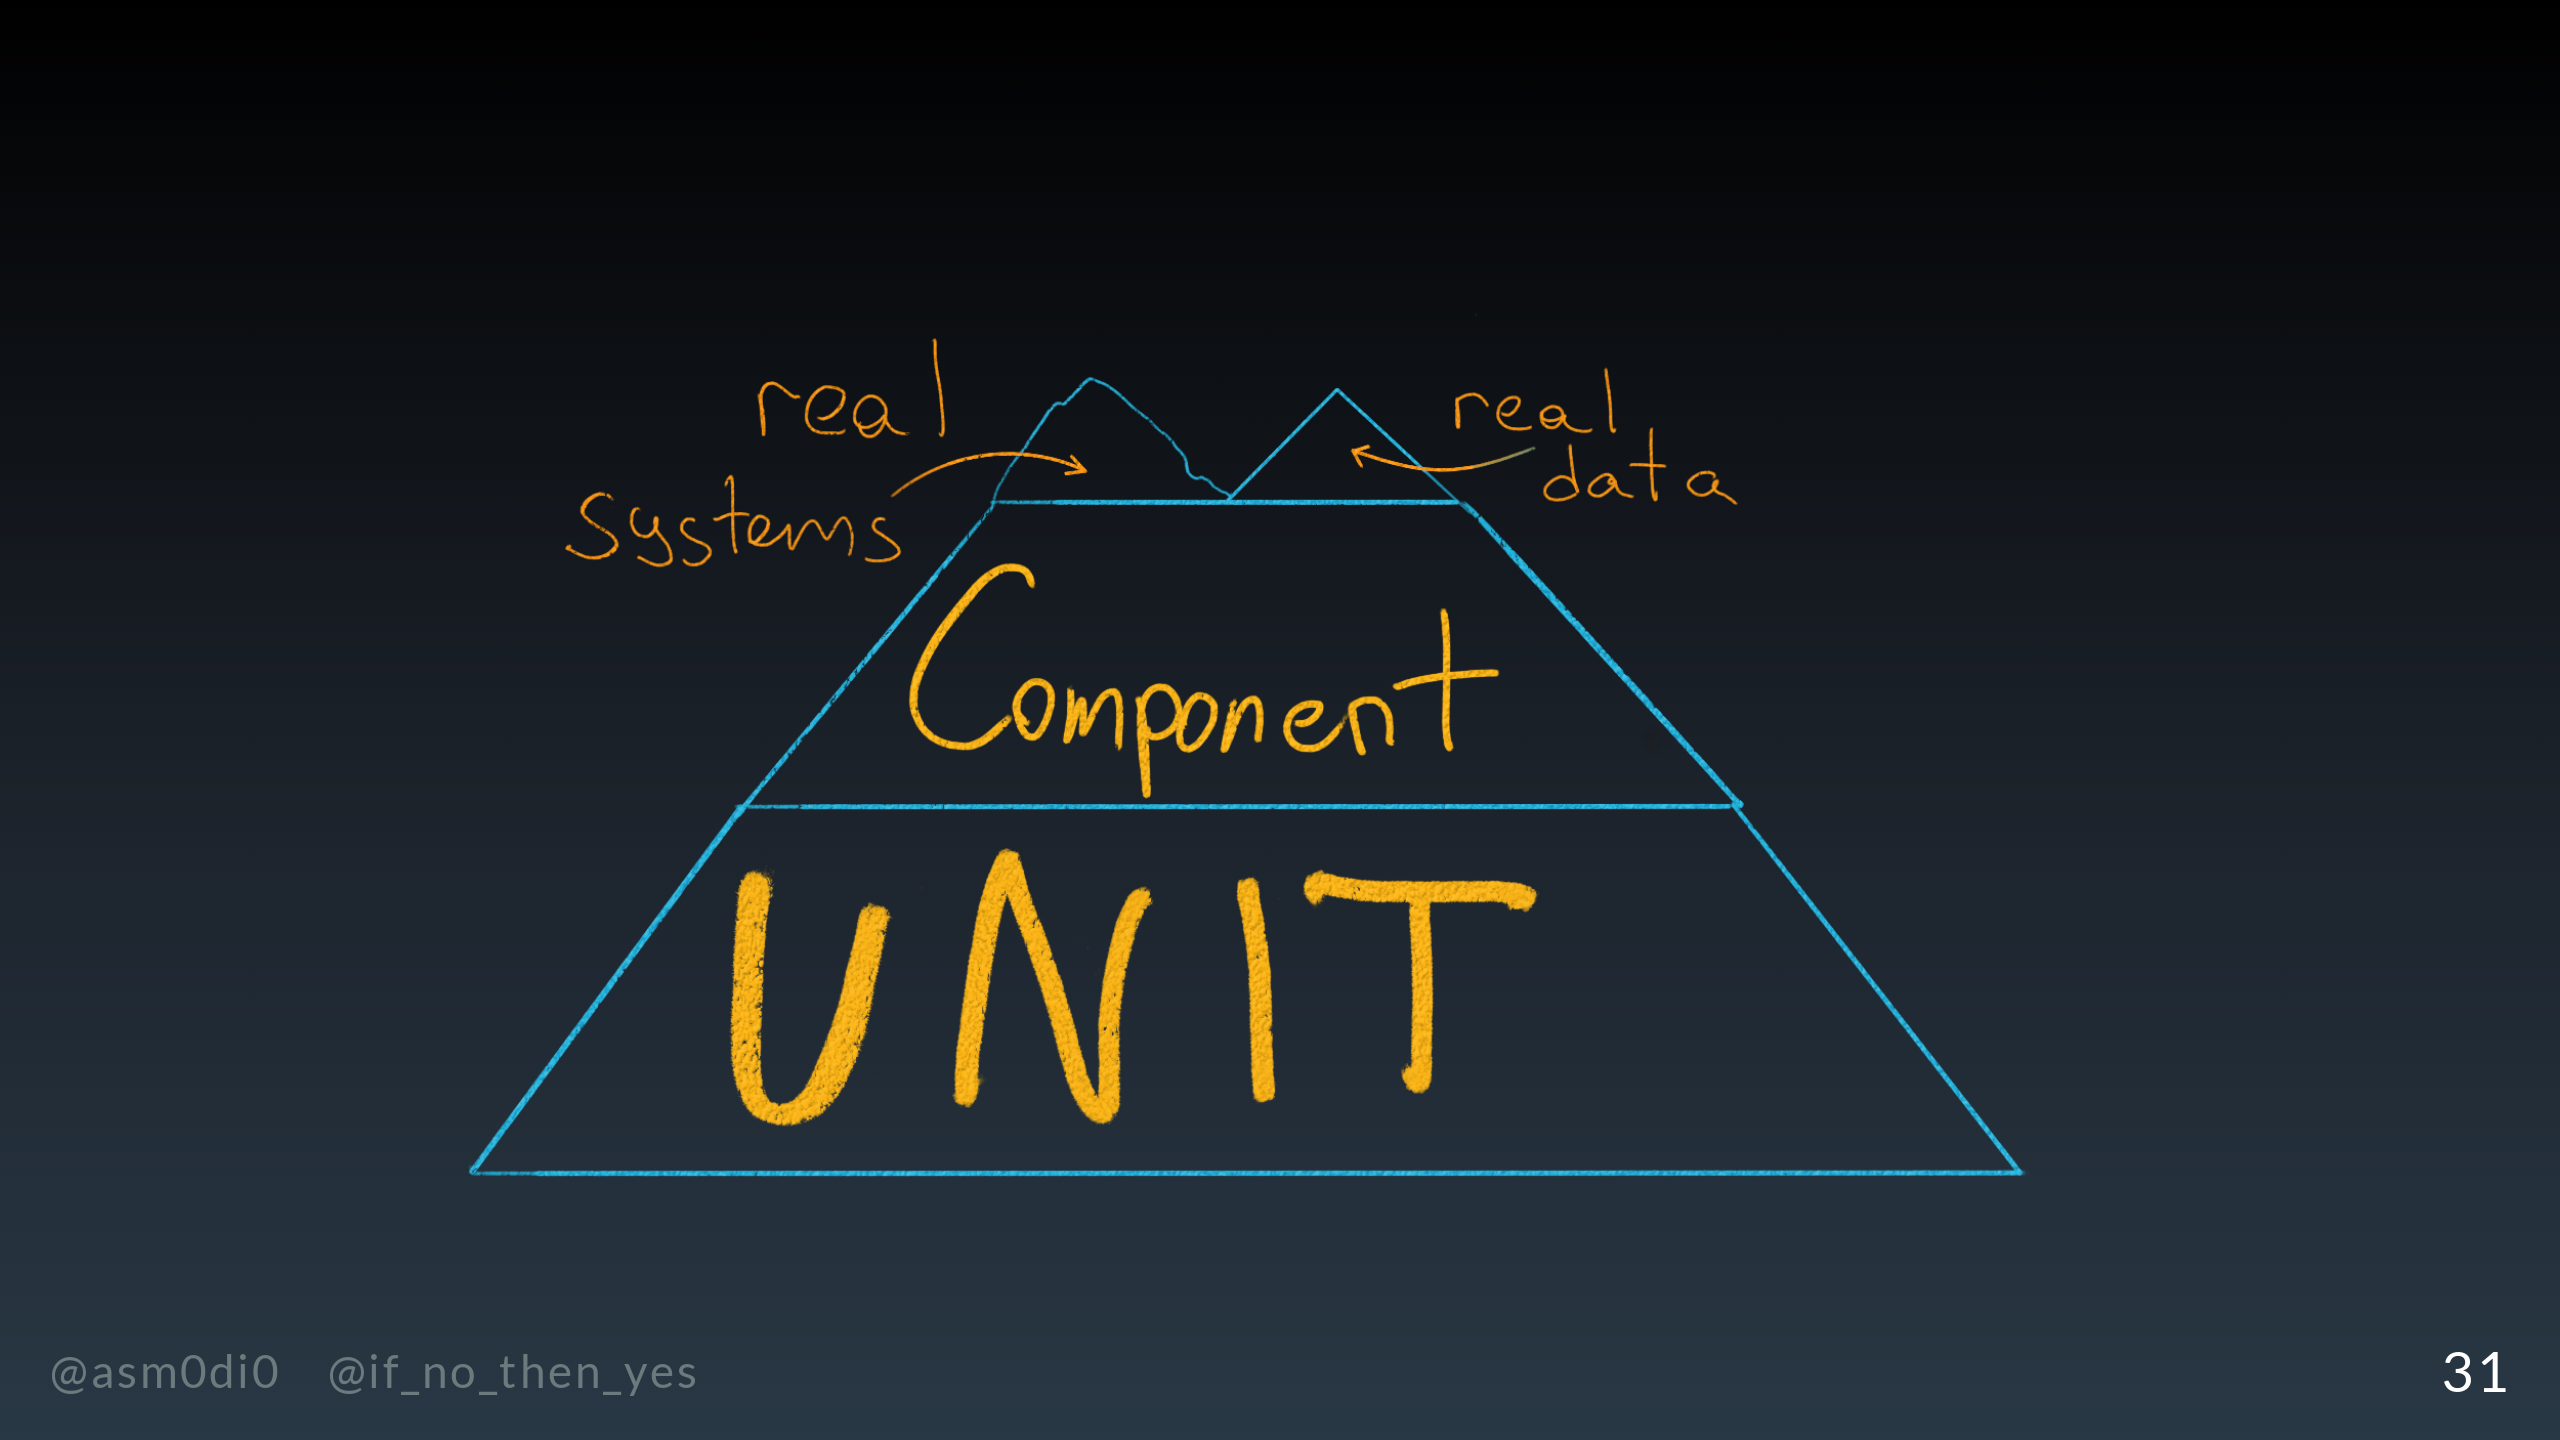 real
systems
real
data
Component
UNIT
@asm0di0 @if_no_then_yes
31